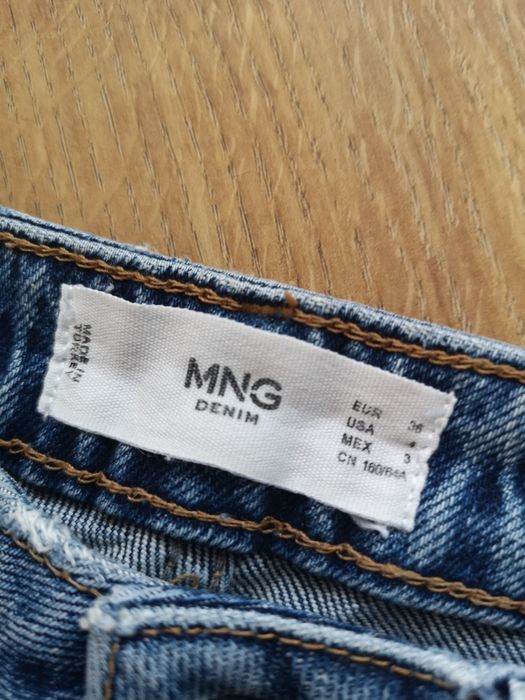 MADE IN
TURKEY
MNG
DENIM
EUR 36
USA 4
MEX 3
CN 160/64A